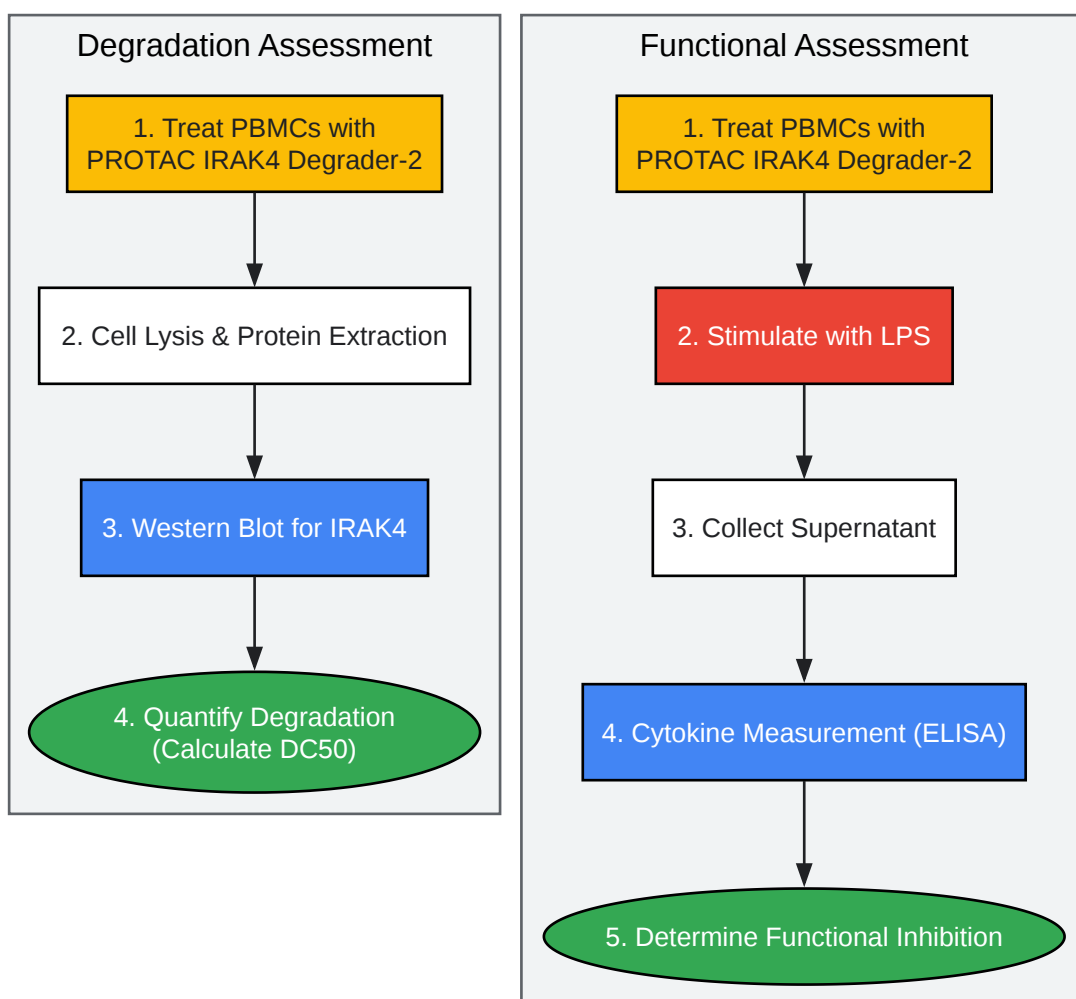 Degradation Assessment
1. Treat PBMCs with
PROTAC IRAK4 Degrader-2
2. Cell Lysis & Protein Extraction
3. Western Blot for IRAK4
4. Quantify Degradation
(Calculate DC50)
Functional Assessment
1. Treat PBMCs with
PROTAC IRAK4 Degrader-2
2. Stimulate with LPS
3. Collect Supernatant
4. Cytokine Measurement (ELISA)
5. Determine Functional Inhibition